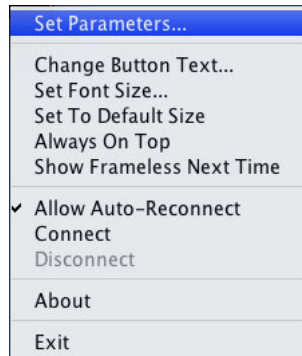 Set Parameters...
Change Button Text...
Set Font Size...
Set To Default Size
Always On Top
Show Frameless Next Time
✓ Allow Auto-Reconnect
Connect
Disconnect
About
Exit